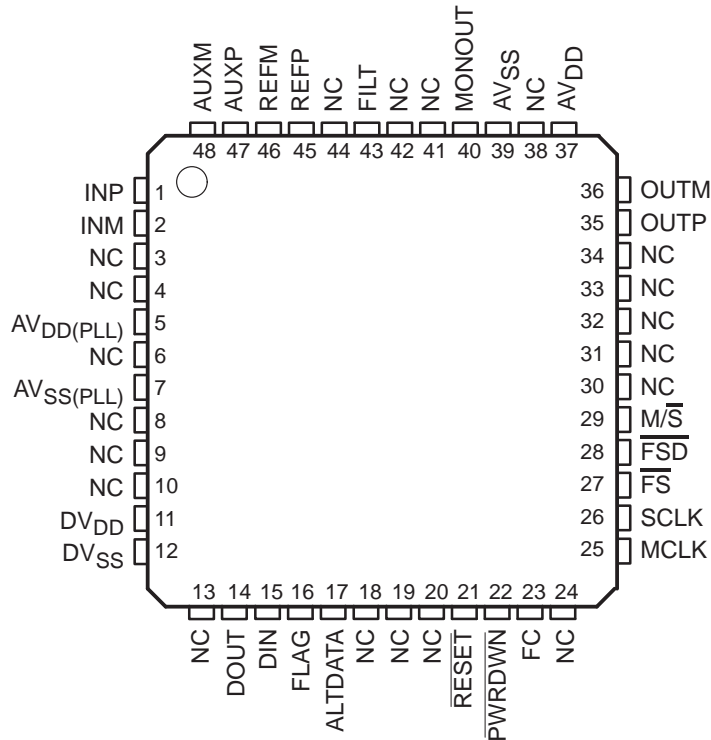 AUXM
AUXP
REFM
REFP
NC
FILT
NC
NC
MONOUT
AVSS
NC
AVDD
48 47 46 45 44 43 42 41 40 39 38 37
INP 1
INM 2
NC 3
NC 4
AVDD(PLL) 5
NC 6
AVSS(PLL) 7
NC 8
NC 9
NC 10
DVDD 11
DVSS 12
36 OUTM
35 OUTP
34 NC
33 NC
32 NC
31 NC
30 NC
29 M/S̅
28 F̅S̅D̅
27 F̅S̅
26 SCLK
25 MCLK
13 14 15 16 17 18 19 20 21 22 23 24
NC
DOUT
DIN
FLAG
ALTDATA
NC
NC
NC
R̅E̅S̅E̅T̅
P̅W̅R̅D̅W̅N̅
FC
NC